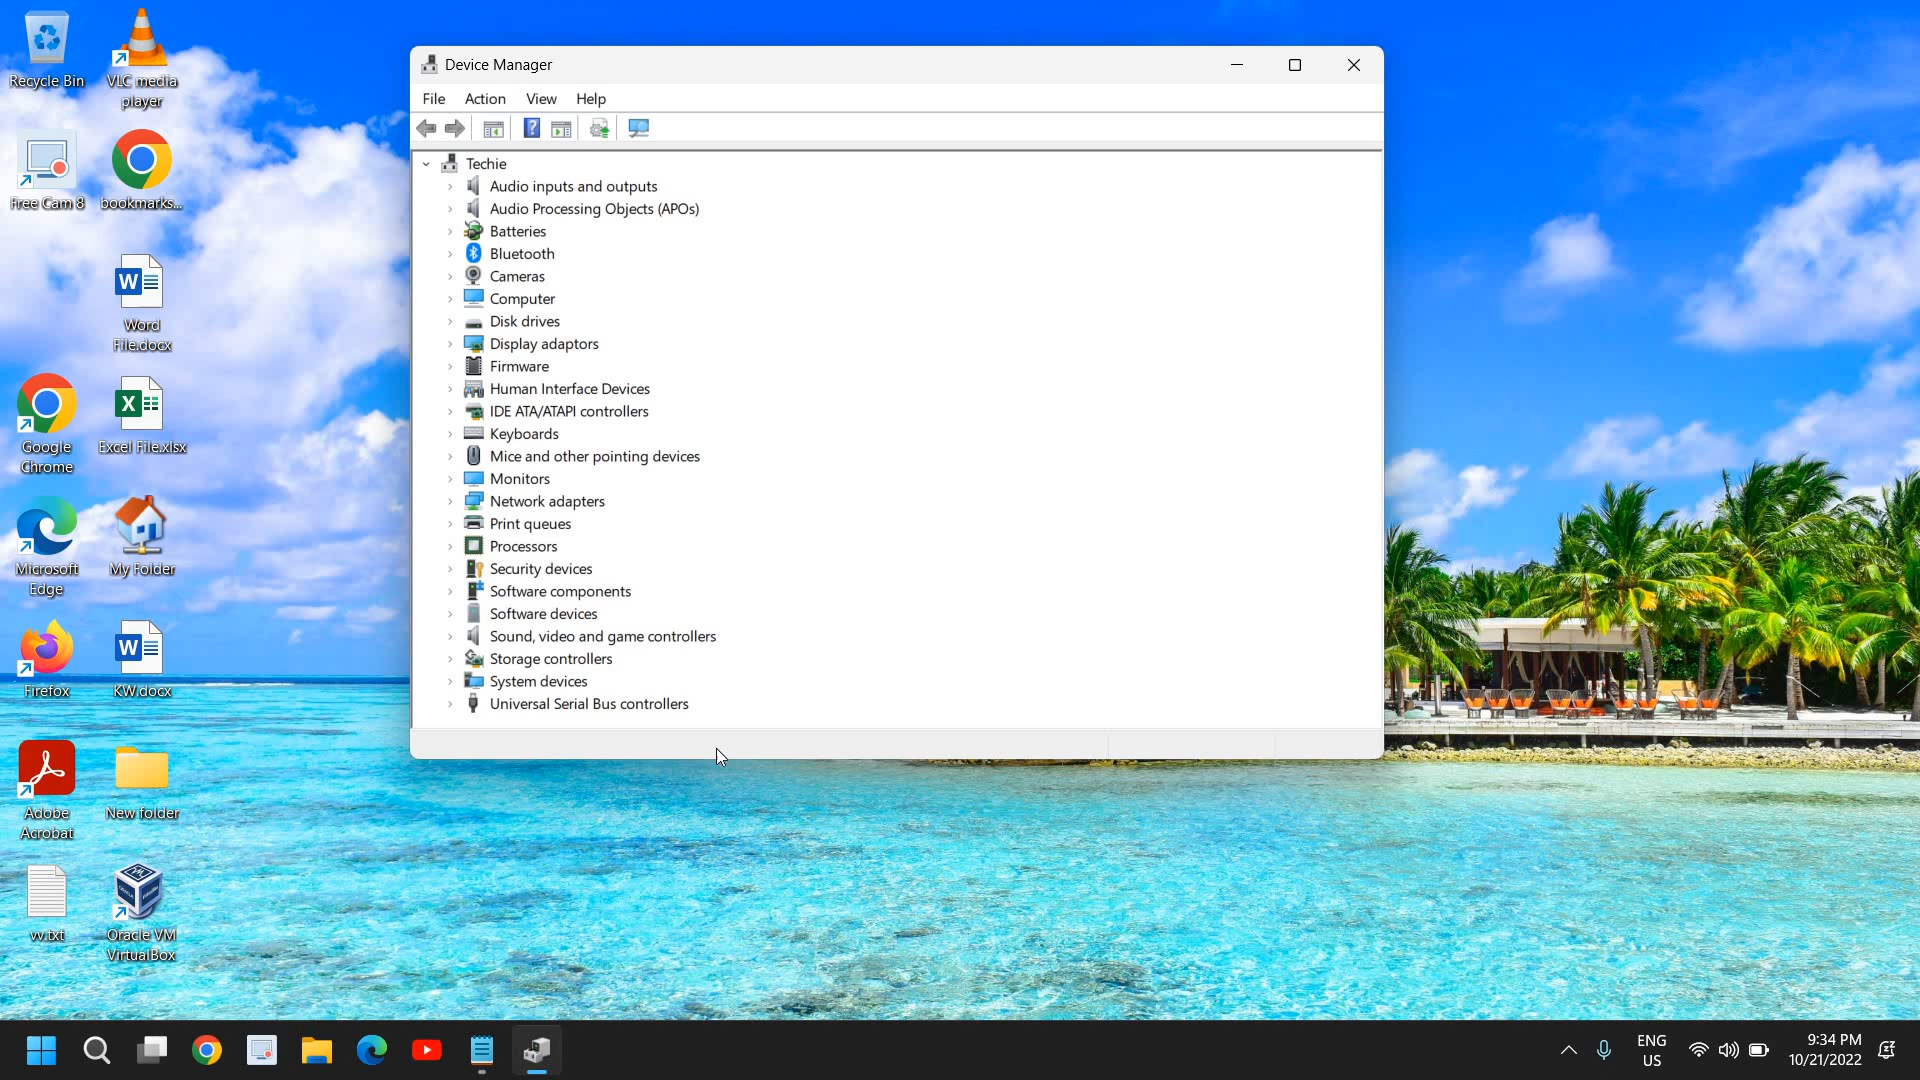 Recycle Bin
VLC media
player
Free Cam 8
bookmarks...
Word
File.docx
Google
Chrome
Excel File.xlsx
Microsoft
Edge
My Folder
Firefox
KW.docx
Adobe
Acrobat
New folder
vv.txt
Oracle VM
VirtualBox
Device Manager
File Action View Help
Techie
Audio inputs and outputs
Audio Processing Objects (APOs)
Batteries
Bluetooth
Cameras
Computer
Disk drives
Display adaptors
Firmware
Human Interface Devices
IDE ATA/ATAPI controllers
Keyboards
Mice and other pointing devices
Monitors
Network adapters
Print queues
Processors
Security devices
Software components
Software devices
Sound, video and game controllers
Storage controllers
System devices
Universal Serial Bus controllers
ENG
US
9:34 PM
10/21/2022